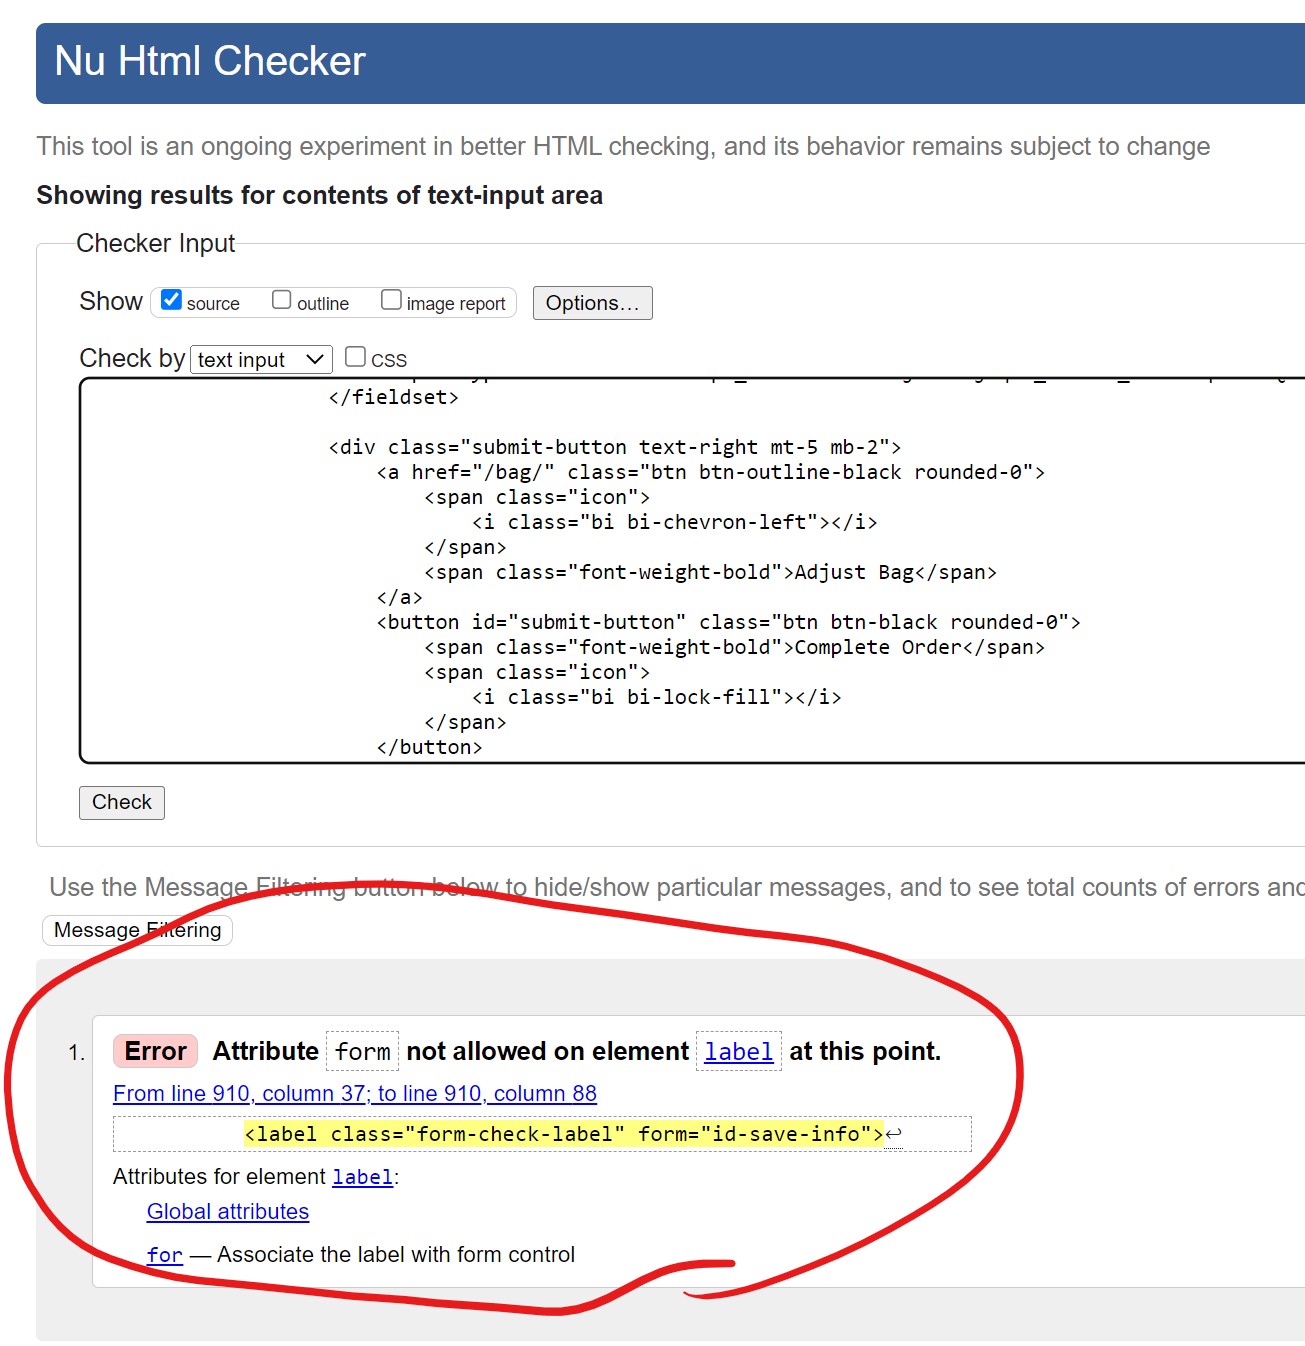 Nu Html Checker
This tool is an ongoing experiment in better HTML checking, and its behavior remains subject to change
Showing results for contents of text-input area
Checker Input
Show source outline image report Options...
Check by text input CSS
</fieldset>
<div class="submit-button text-right mt-5 mb-2">
<a href="/bag/" class="btn btn-outline-black rounded-0">
<span class="icon">
<i class="bi bi-chevron-left"></i>
</span>
<span class="font-weight-bold">Adjust Bag</span>
</a>
<button id="submit-button" class="btn btn-black rounded-0">
<span class="font-weight-bold">Complete Order</span>
<span class="icon">
<i class="bi bi-lock-fill"></i>
</span>
</button>
Check
Use the Message Filtering button below to hide/show particular messages, and to see total counts of errors and
Message Filtering
1. Error Attribute form not allowed on element label at this point.
From line 910, column 37; to line 910, column 88
<label class="form-check-label" form="id-save-info">↩
Attributes for element label:
Global attributes
for — Associate the label with form control